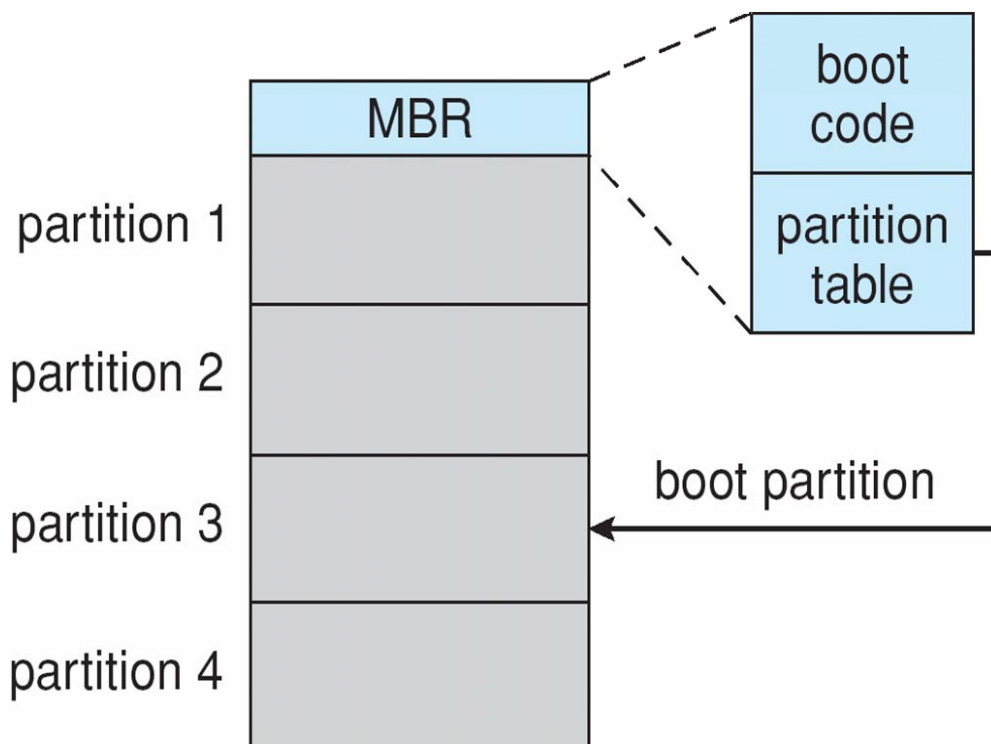 MBR
boot
code
partition
table
partition 1
partition 2
boot partition
partition 3
partition 4